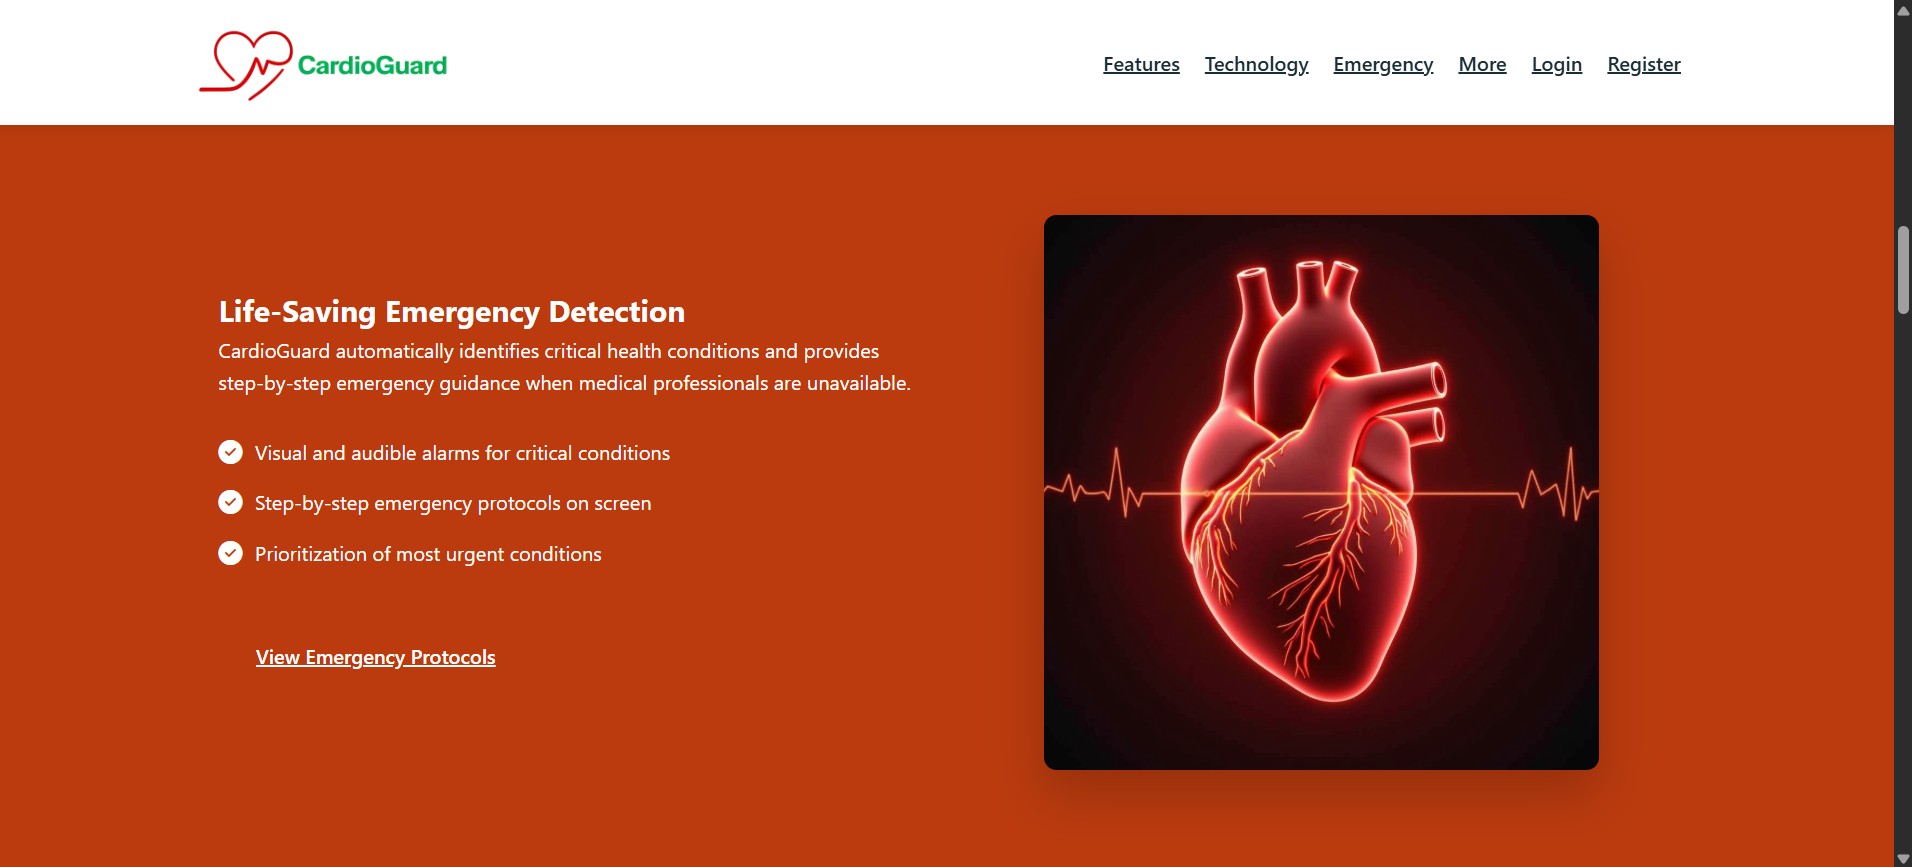 CardioGuard
Features Technology Emergency More Login Register
Life-Saving Emergency Detection
CardioGuard automatically identifies critical health conditions and provides
step-by-step emergency guidance when medical professionals are unavailable.
Visual and audible alarms for critical conditions
Step-by-step emergency protocols on screen
Prioritization of most urgent conditions
View Emergency Protocols